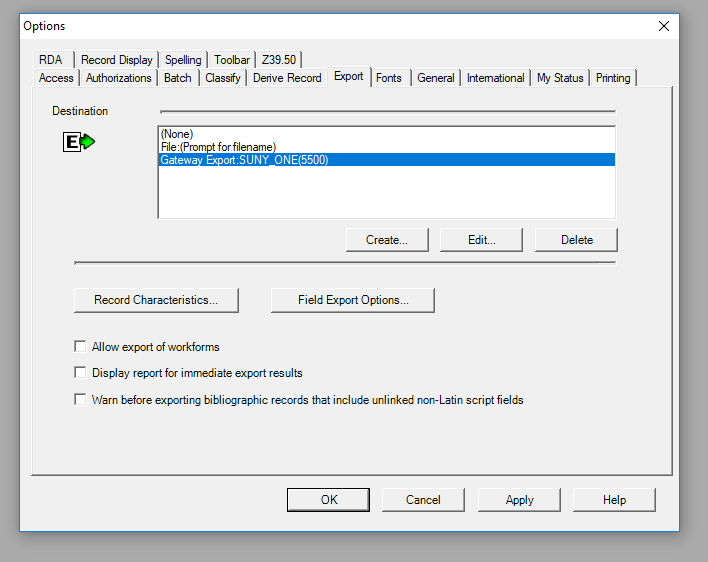 Options
RDA Record Display Spelling Toolbar Z39.50
Access Authorizations Batch Classify Derive Record Export Fonts General International My Status Printing
Destination
E
(None)
File:(Prompt for filename)
Gateway Export:SUNY_ONE(5500)
Create... Edit... Delete
Record Characteristics... Field Export Options...
Allow export of workforms
Display report for immediate export results
Warn before exporting bibliographic records that include unlinked non-Latin script fields
OK Cancel Apply Help